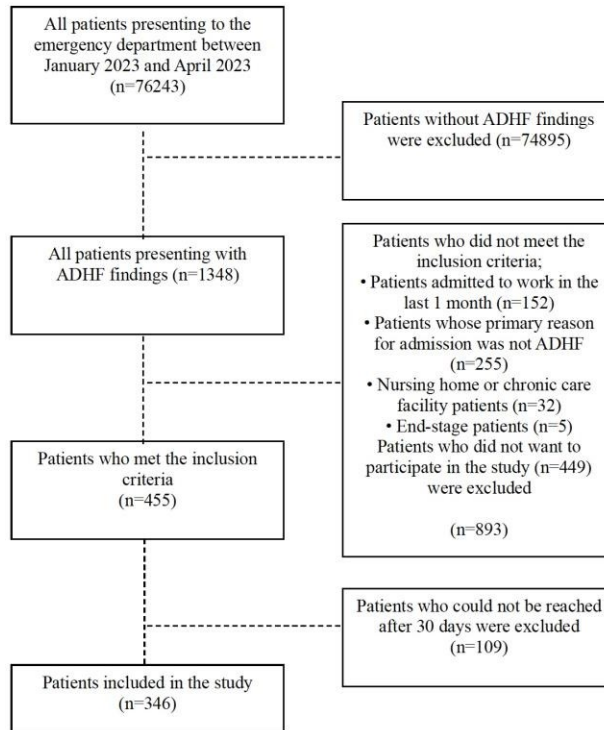 All patients presenting to the
emergency department between
January 2023 and April 2023
(n=76243)
Patients without ADHF findings
were excluded (n=74895)
All patients presenting with
ADHF findings (n=1348)
Patients who did not meet the
inclusion criteria;
• Patients admitted to work in the
last 1 month (n=152)
• Patients whose primary reason
for admission was not ADHF
(n=255)
• Nursing home or chronic care
facility patients (n=32)
• End-stage patients (n=5)
Patients who did not want to
participate in the study (n=449)
were excluded
(n=893)
Patients who met the inclusion
criteria
(n=455)
Patients who could not be reached
after 30 days were excluded
(n=109)
Patients included in the study
(n=346)